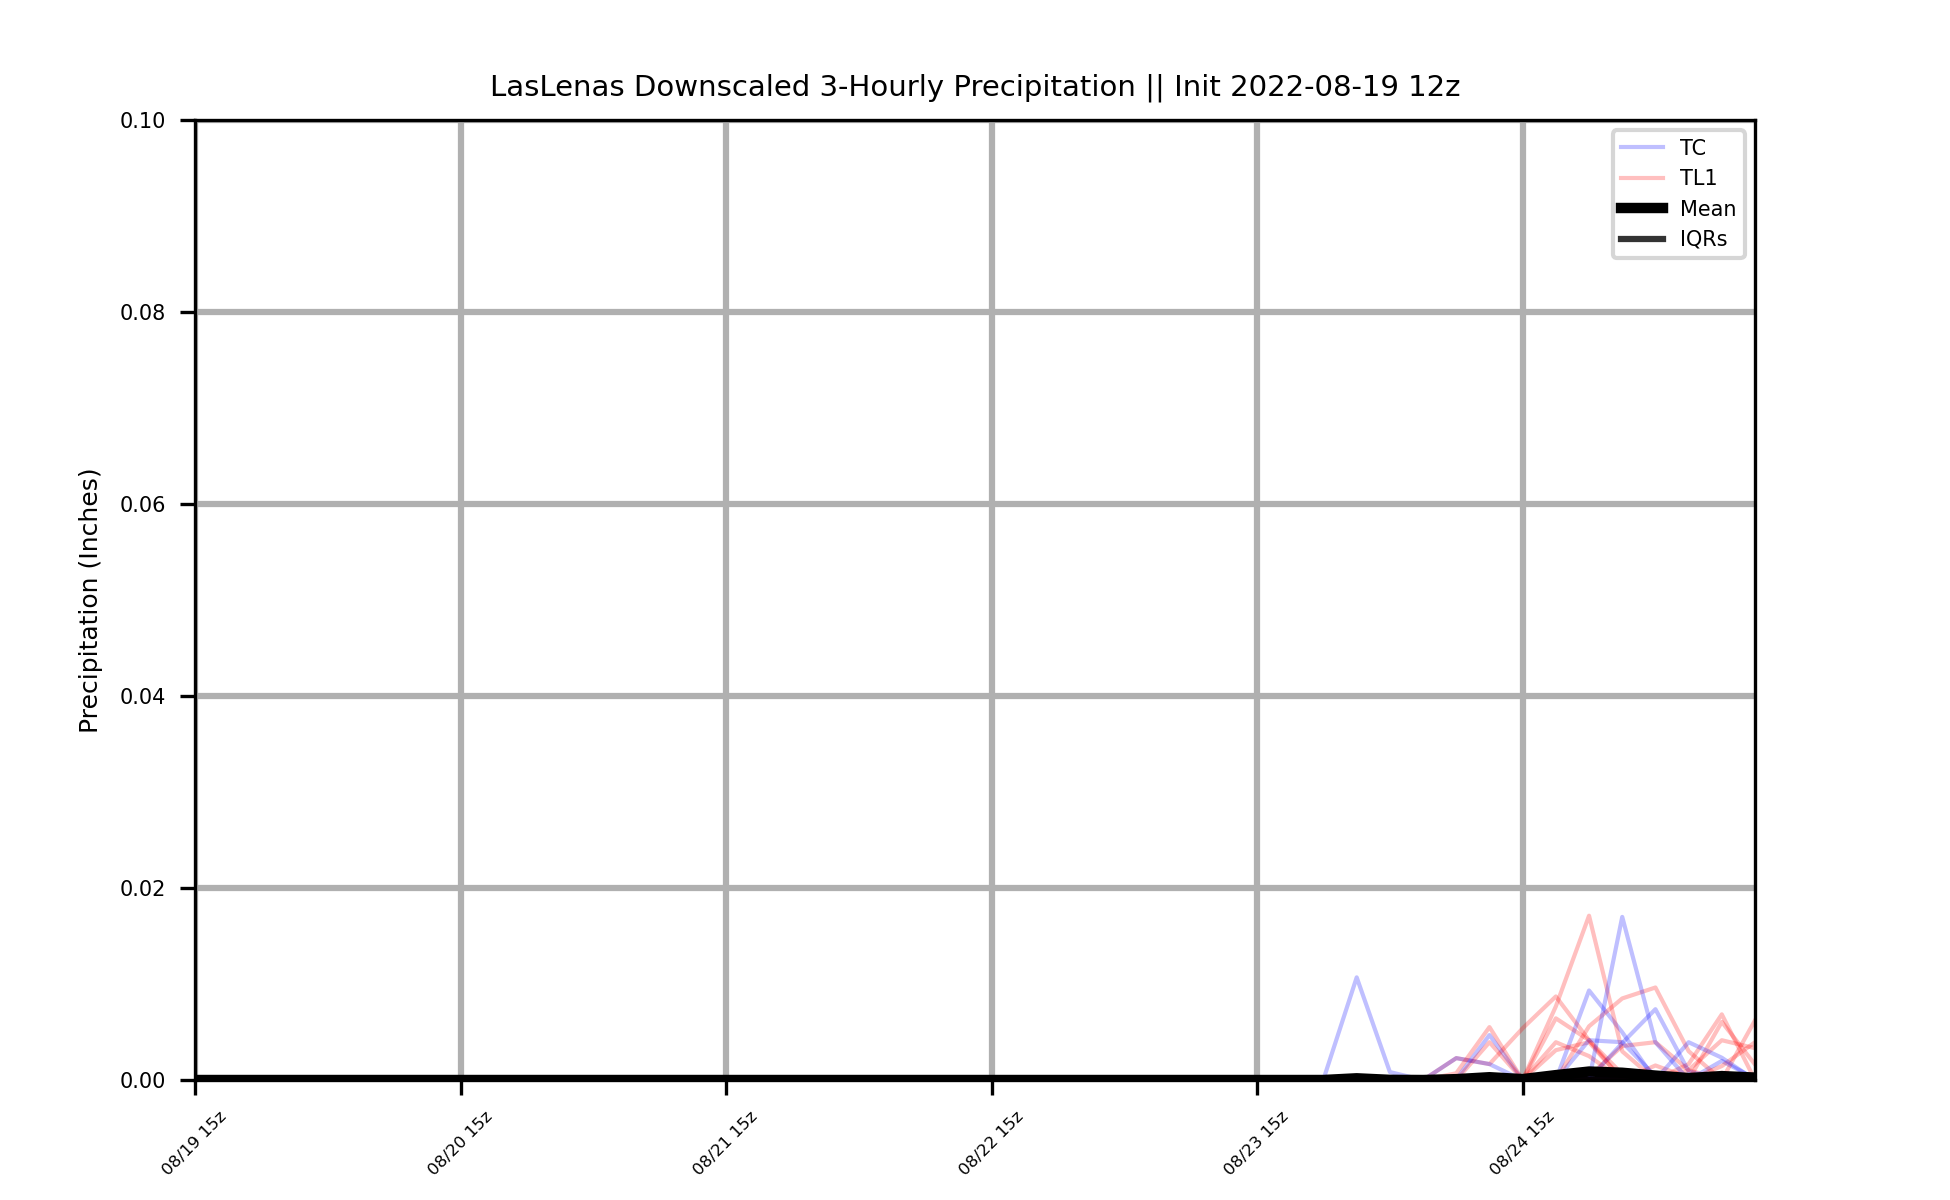 LasLenas Downscaled 3-Hourly Precipitation || Init 2022-08-19 12z
Precipitation (Inches)
0.10
0.08
0.06
0.04
0.02
0.00
TC
TL1
Mean
IQRs
08/19 15z
08/20 15z
08/21 15z
08/22 15z
08/23 15z
08/24 15z